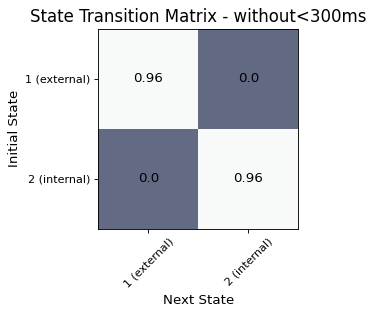 State Transition Matrix - without<300ms
Initial State
1 (external)
0.96
0.0
2 (internal)
0.0
0.96
1 (external)
2 (internal)
Next State